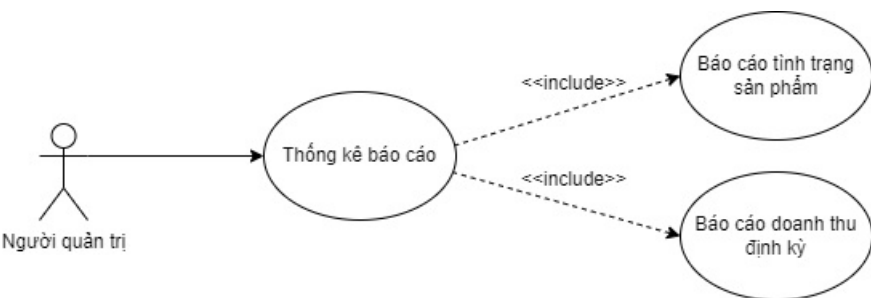 Báo cáo tình trạng
sản phẩm
<<include>>
Thống kê báo cáo
<<include>>
Báo cáo doanh thu
định kỳ
Người quản trị